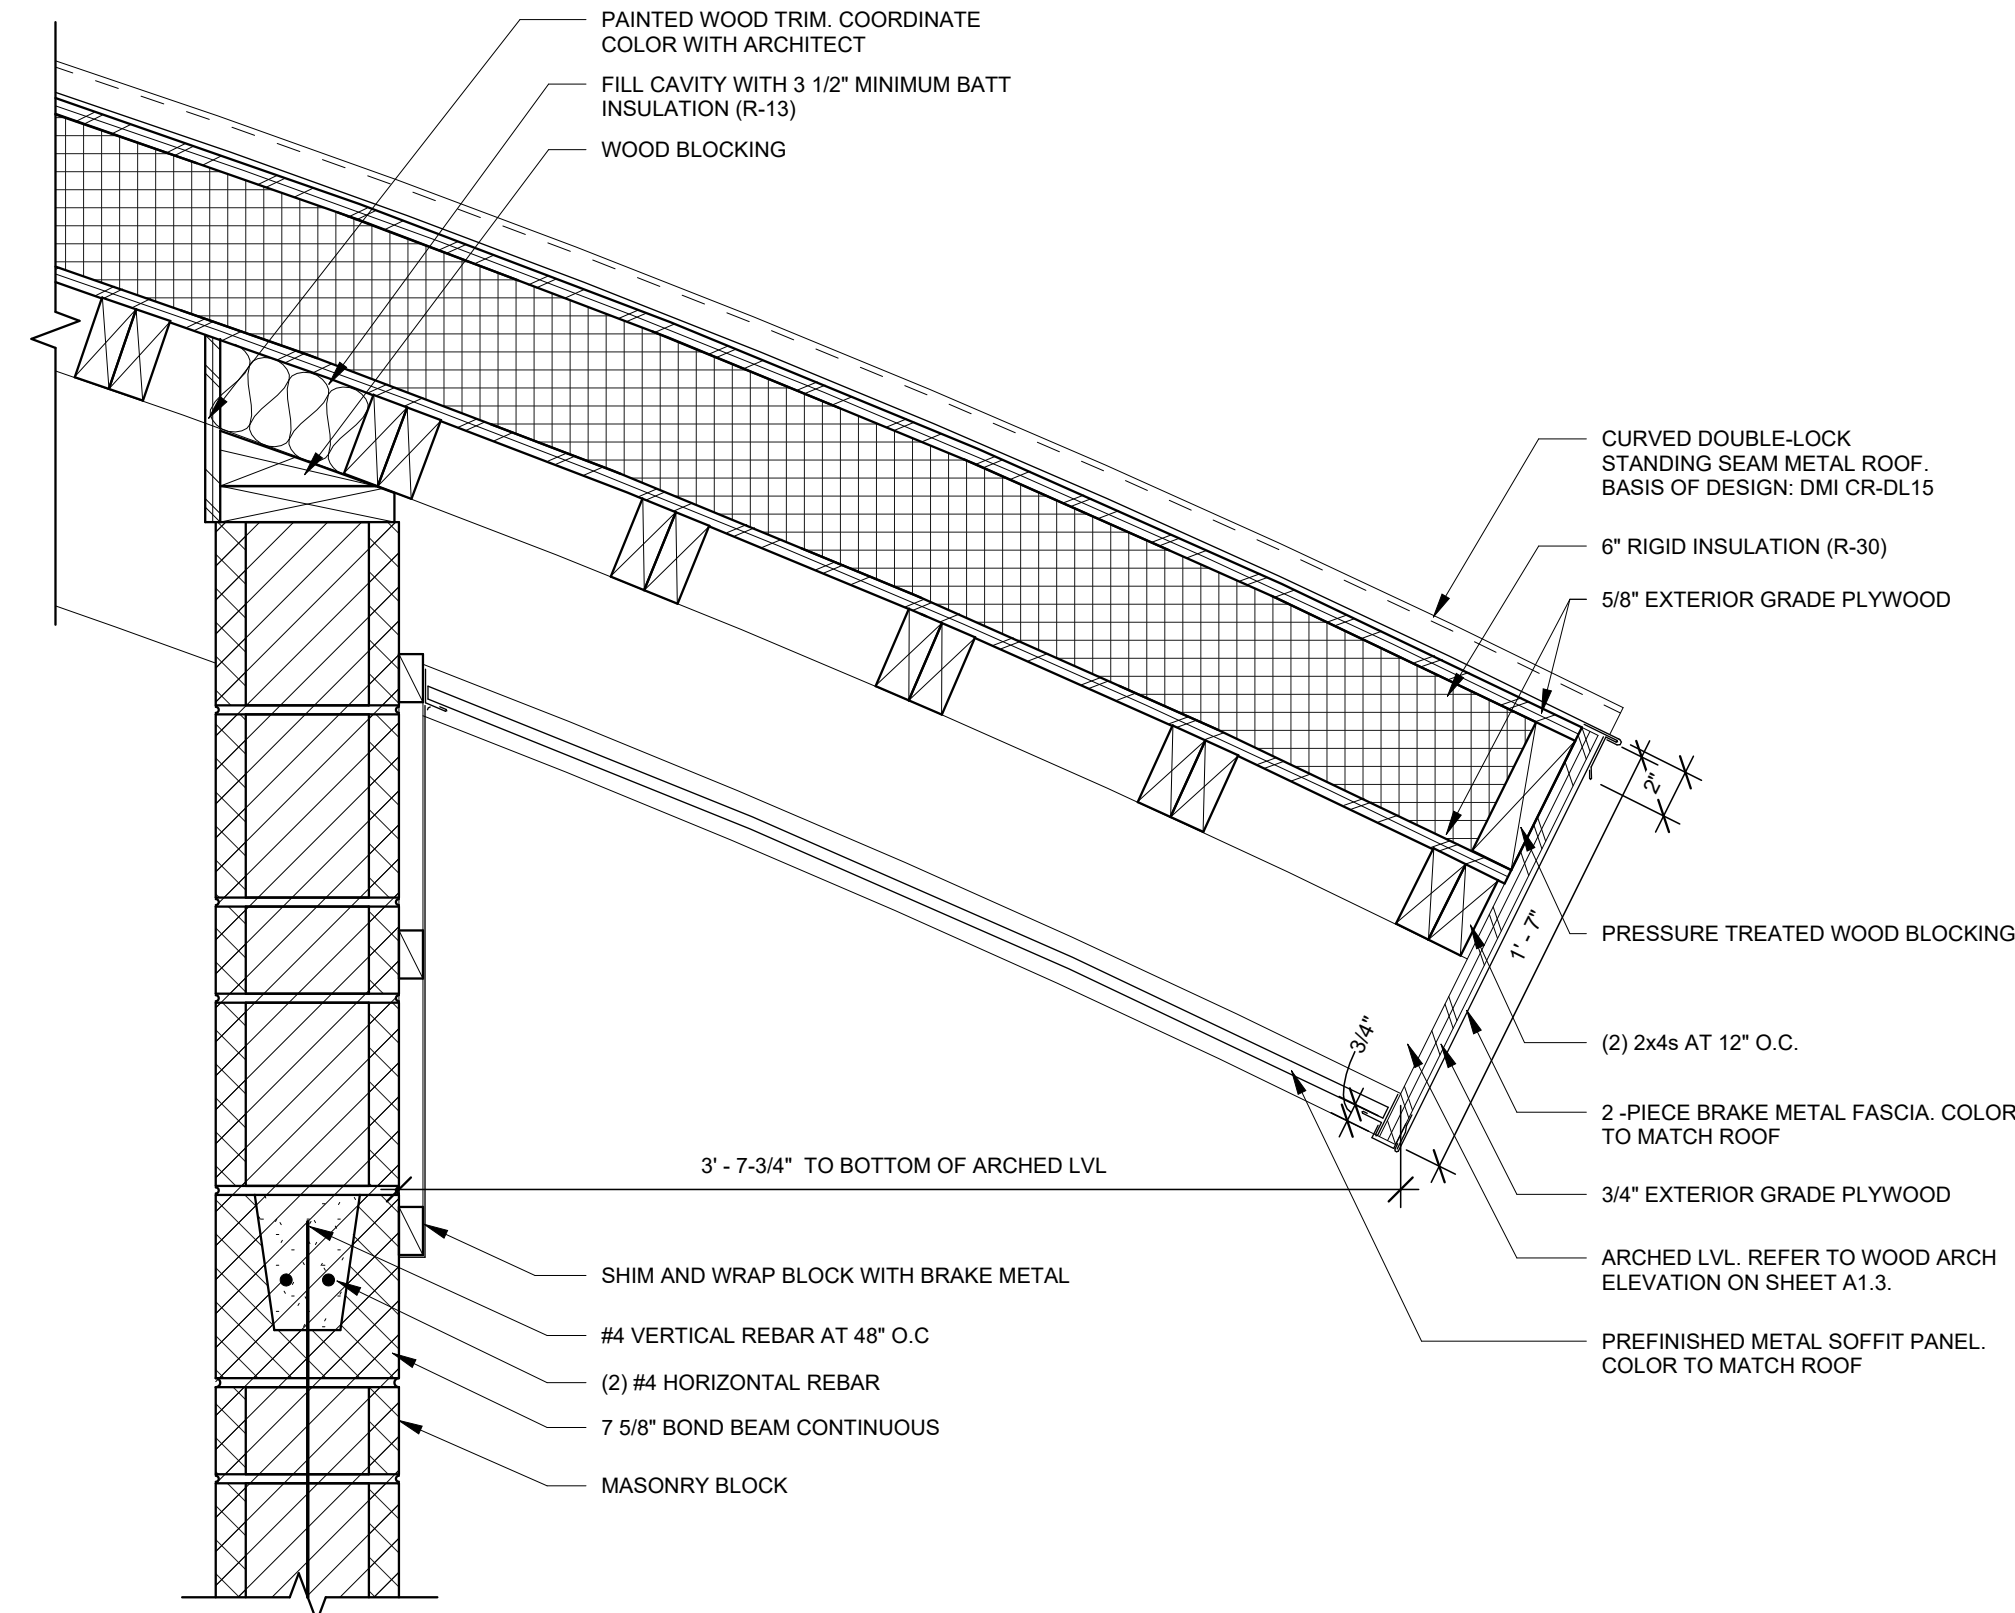 PAINTED WOOD TRIM. COORDINATE
COLOR WITH ARCHITECT
FILL CAVITY WITH 3 1/2" MINIMUM BATT
INSULATION (R-13)
WOOD BLOCKING
CURVED DOUBLE-LOCK
STANDING SEAM METAL ROOF.
BASIS OF DESIGN: DMI CR-DL15
6" RIGID INSULATION (R-30)
5/8" EXTERIOR GRADE PLYWOOD
2"
1' - 7"
PRESSURE TREATED WOOD BLOCKING
3/4"
(2) 2x4s AT 12" O.C.
2 -PIECE BRAKE METAL FASCIA. COLOR
TO MATCH ROOF
3' - 7-3/4" TO BOTTOM OF ARCHED LVL
3/4" EXTERIOR GRADE PLYWOOD
ARCHED LVL. REFER TO WOOD ARCH
ELEVATION ON SHEET A1.3.
PREFINISHED METAL SOFFIT PANEL.
COLOR TO MATCH ROOF
SHIM AND WRAP BLOCK WITH BRAKE METAL
#4 VERTICAL REBAR AT 48" O.C
(2) #4 HORIZONTAL REBAR
7 5/8" BOND BEAM CONTINUOUS
MASONRY BLOCK